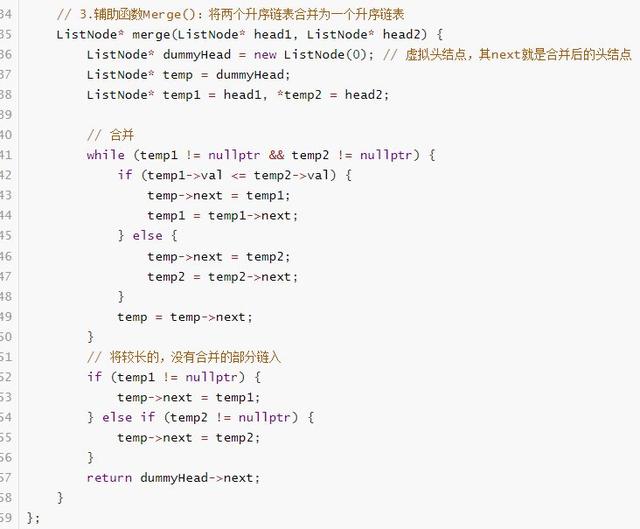 34 // 3.辅助函数Merge()：将两个升序链表合并为一个升序链表
35 ListNode* merge(ListNode* head1, ListNode* head2) {
36 ListNode* dummyHead = new ListNode(0); // 虚拟头结点，其next就是合并后的头结点
37 ListNode* temp = dummyHead;
38 ListNode* temp1 = head1, *temp2 = head2;
39
40 // 合并
41 while (temp1 != nullptr && temp2 != nullptr) {
42 if (temp1->val <= temp2->val) {
43 temp->next = temp1;
44 temp1 = temp1->next;
45 } else {
46 temp->next = temp2;
47 temp2 = temp2->next;
48 }
49 temp = temp->next;
50 }
51 // 将较长的，没有合并的部分链入
52 if (temp1 != nullptr) {
53 temp->next = temp1;
54 } else if (temp2 != nullptr) {
55 temp->next = temp2;
56 }
57 return dummyHead->next;
58 }
59 };